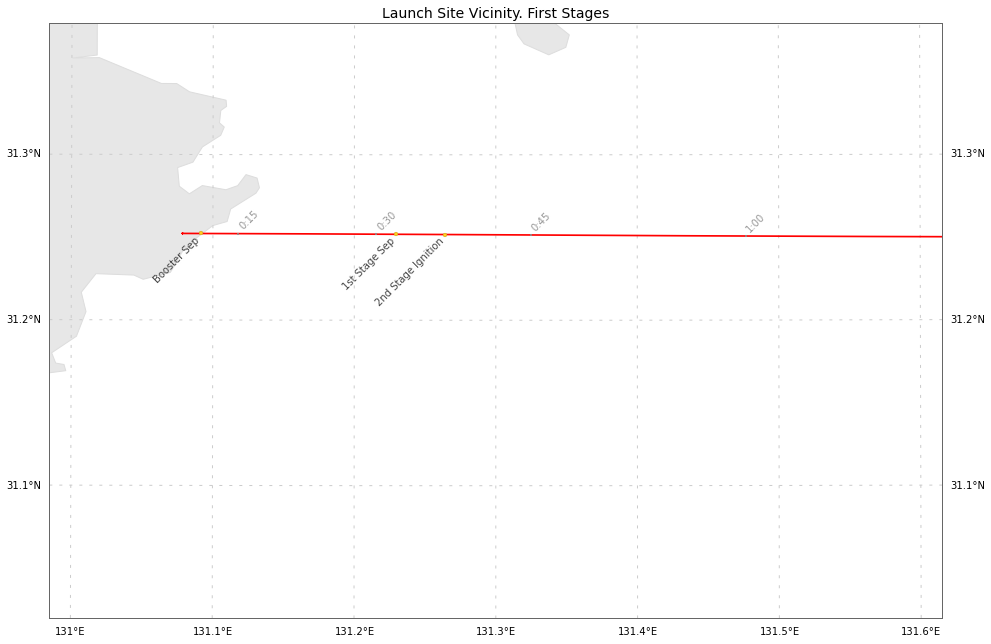 Launch Site Vicinity. First Stages
31.3°N
31.3°N
0:15
0:30
0:45
1:00
Booster Sep
1st Stage Sep
2nd Stage Ignition
31.2°N
31.2°N
31.1°N
31.1°N
131°E
131.1°E
131.2°E
131.3°E
131.4°E
131.5°E
131.6°E